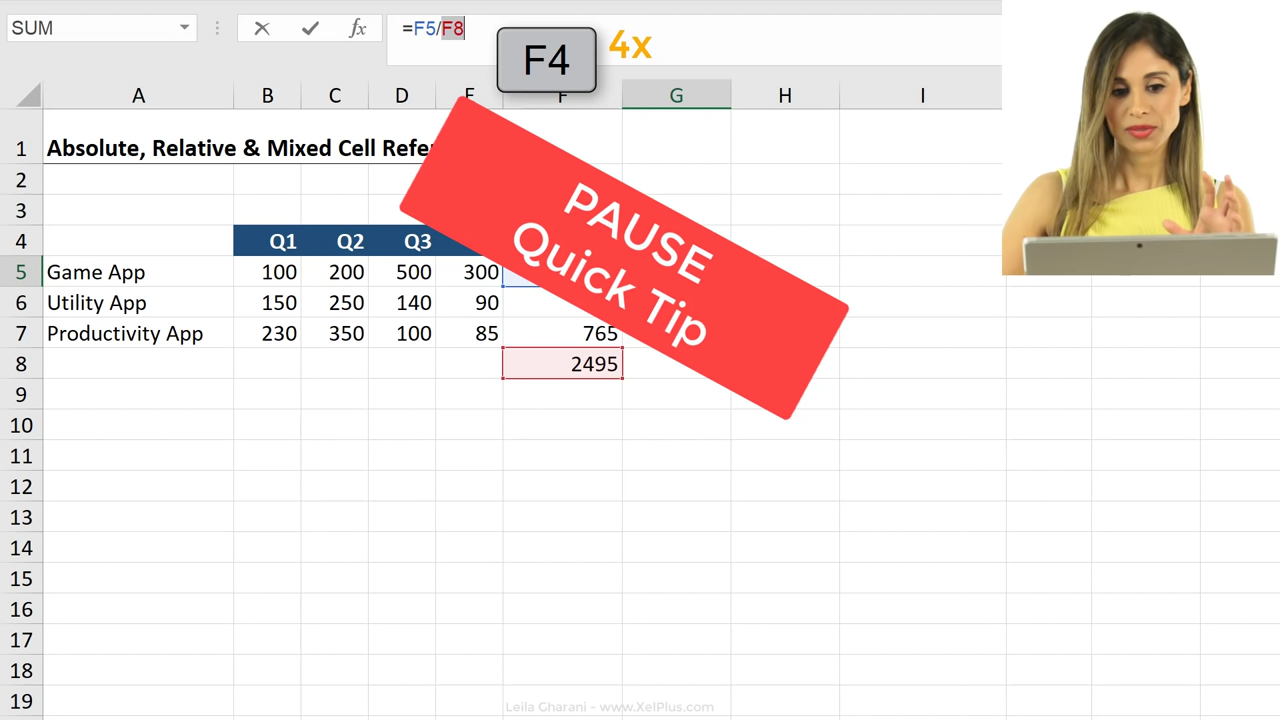 SUM fx =F5/F8
F4 4x
A B C D E F G H I
1 Absolute, Relative & Mixed Cell
2
3
4 Q1 Q2 Q3
5 Game App 100 200 500 300
6 Utility App 150 250 140 90
7 Productivity App 230 350 100 85 765
8 2495
PAUSE
Quick Tip
9
10
11
12
13
14
15
16
17
18
19
Leila Gharani - www.XelPlus.com